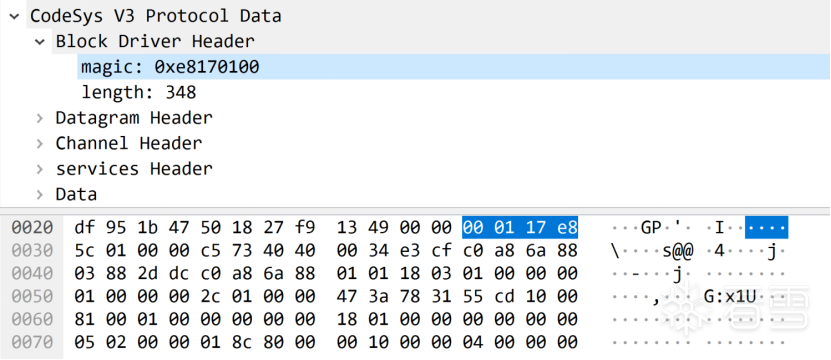 CodeSys V3 Protocol Data
Block Driver Header
magic: 0xe8170100
length: 348
Datagram Header
Channel Header
services Header
Data
0020 df 95 1b 47 50 18 27 f9 13 49 00 00 00 01 17 e8 ···GP·'· ·I······
0030 5c 01 00 00 c5 73 40 40 00 34 e3 cf c0 a8 6a 88 \····s@@ ·4····j·
0040 03 88 2d dc c0 a8 6a 88 01 01 18 03 01 00 00 00 ··-···j· ········
0050 01 00 00 00 2c 01 00 00 47 3a 78 31 55 cd 10 00 ····,··· G:x1U···
0060 81 00 01 00 00 00 00 00 18 01 00 00 00 00 00 00 ········ ········
0070 05 02 00 00 01 8c 80 00 00 10 00 00 04 00 00 00 ········ ········
看雪